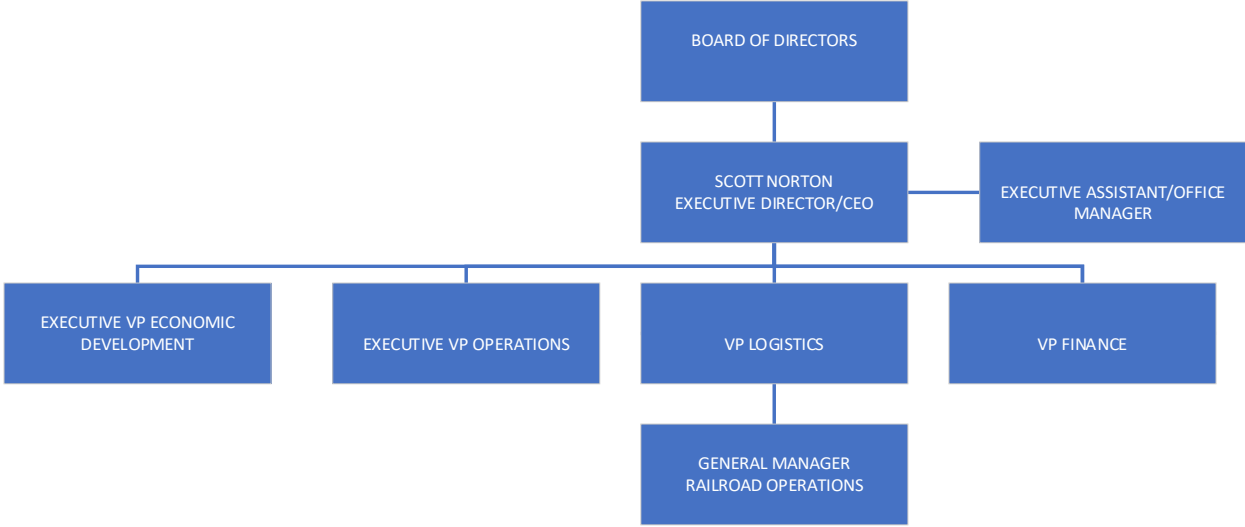 BOARD OF DIRECTORS
SCOTT NORTON
EXECUTIVE DIRECTOR/CEO
EXECUTIVE ASSISTANT/OFFICE
MANAGER
EXECUTIVE VP ECONOMIC
DEVELOPMENT
EXECUTIVE VP OPERATIONS
VP LOGISTICS
VP FINANCE
GENERAL MANAGER
RAILROAD OPERATIONS